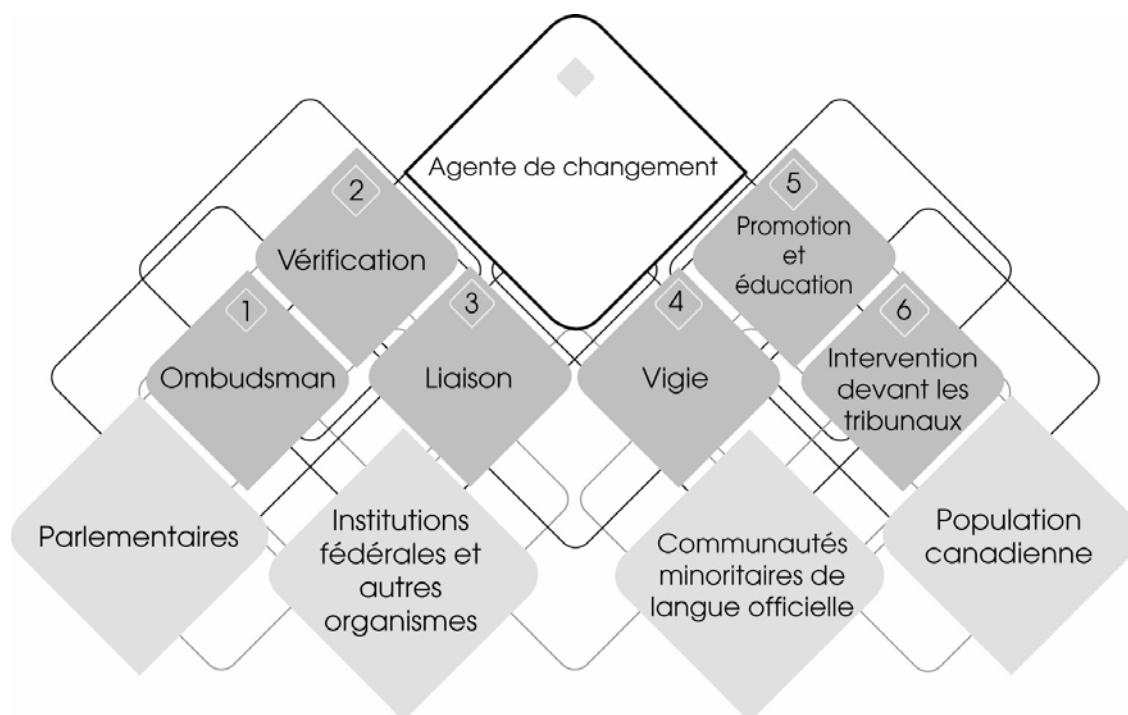 Agente de changement
2
Vérification
5
Promotion
et
éducation
1
Ombudsman
3
Liaison
4
Vigie
6
Intervention
devant les
tribunaux
Parlementaires
Institutions
fédérales et
autres
organismes
Communautés
minoritaires de
langue officielle
Population
canadienne